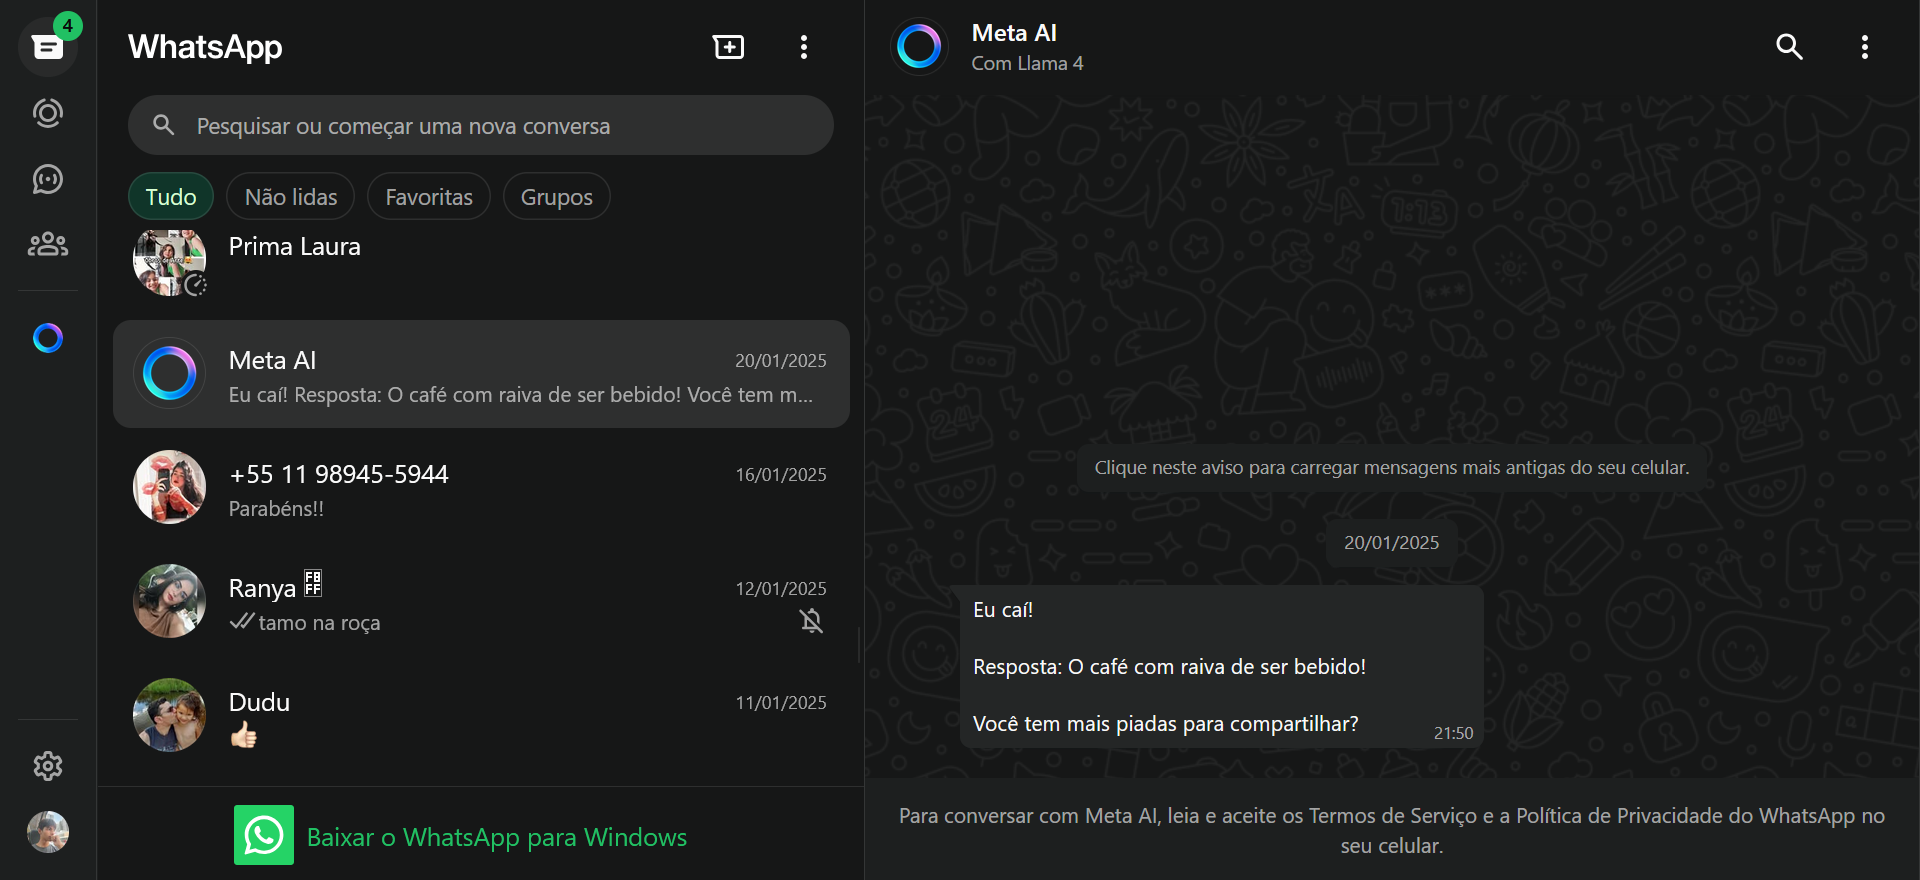 4
WhatsApp
Pesquisar ou começar uma nova conversa
Tudo
Não lidas
Favoritas
Grupos
Prima Laura
Meta AI
20/01/2025
Eu caí! Resposta: O café com raiva de ser bebido! Você tem m...
+55 11 98945-5944
16/01/2025
Parabéns!!
Ranya
12/01/2025
tamo na roça
Dudu
11/01/2025
Baixar o WhatsApp para Windows
Meta AI
Com Llama 4
Clique neste aviso para carregar mensagens mais antigas do seu celular.
20/01/2025
Eu caí!
Resposta: O café com raiva de ser bebido!
Você tem mais piadas para compartilhar?
21:50
Para conversar com Meta AI, leia e aceite os Termos de Serviço e a Política de Privacidade do WhatsApp no
seu celular.